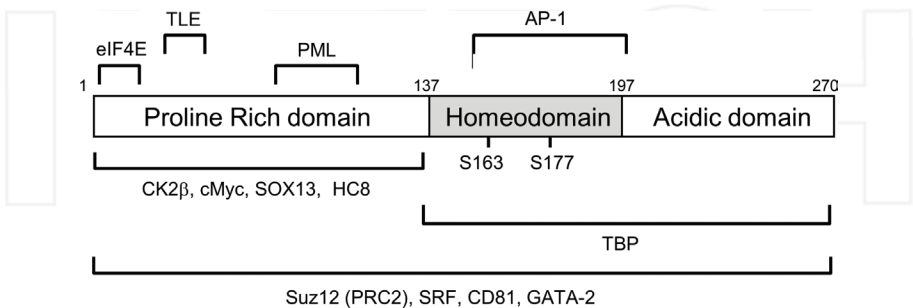 TLE
AP-1
eIF4E
PML
1
137
197
270
Proline Rich domain
Homeodomain
Acidic domain
S163
S177
CK2β, cMyc, SOX13, HC8
TBP
Suz12 (PRC2), SRF, CD81, GATA-2